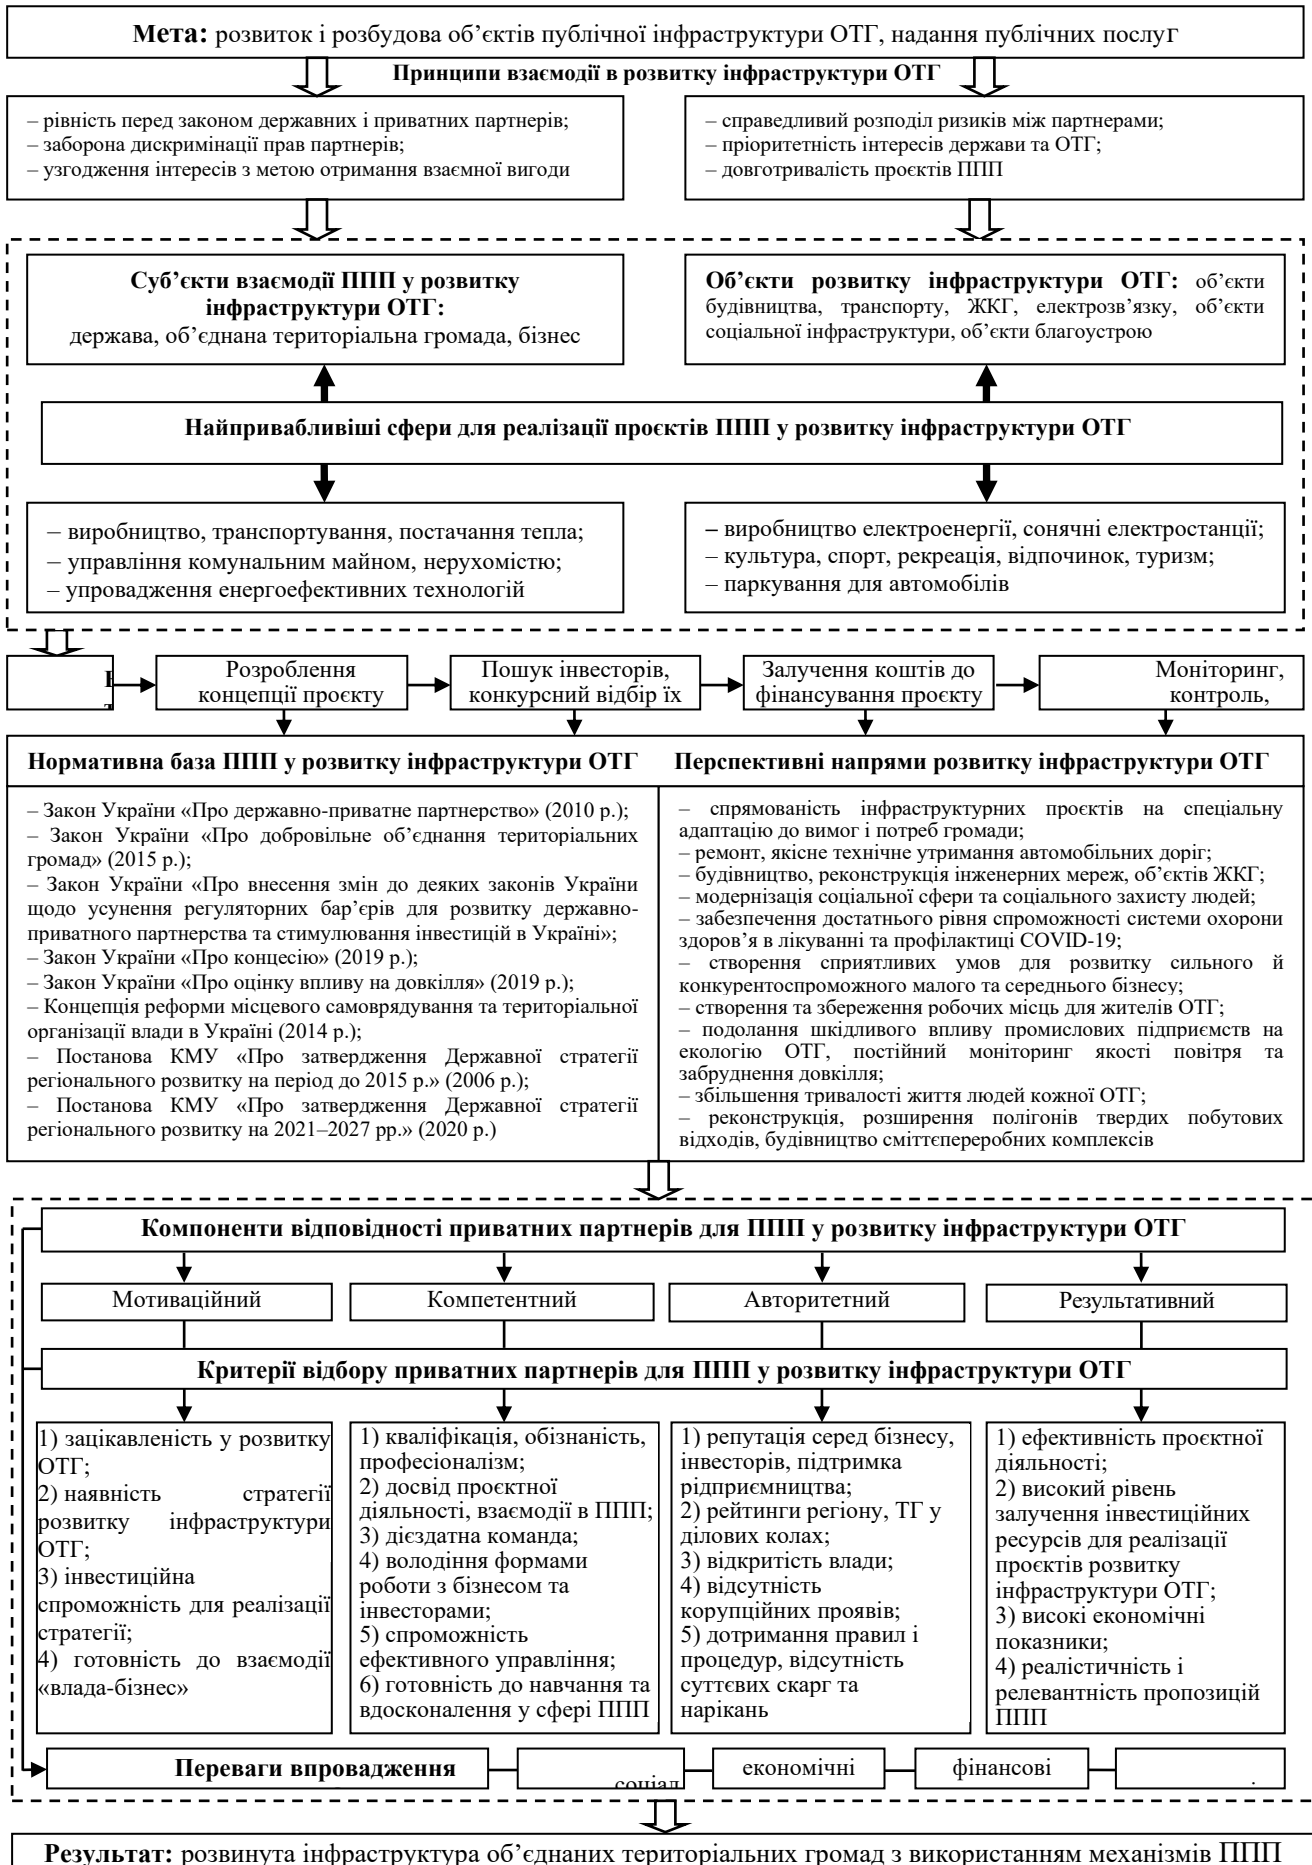 Мета: розвиток і розбудова об’єктів публічної інфраструктури ОТГ, надання публічних послуг
Принципи взаємодії в розвитку інфраструктури ОТГ
– рівність перед законом державних і приватних партнерів;
– заборона дискримінації прав партнерів;
– узгодження інтересів з метою отримання взаємної вигоди
– справедливий розподіл ризиків між партнерами;
– пріоритетність інтересів держави та ОТГ;
– довготривалість проєктів ППП
Суб’єкти взаємодії ППП у розвитку
інфраструктури ОТГ:
держава, об’єднана територіальна громада, бізнес
Об’єкти розвитку інфраструктури ОТГ: об’єкти
будівництва, транспорту, ЖКГ, електрозв’язку, об’єкти
соціальної інфраструктури, об’єкти благоустрою
Найпривабливіші сфери для реалізації проєктів ППП у розвитку інфраструктури ОТГ
– виробництво, транспортування, постачання тепла;
– управління комунальним майном, нерухомістю;
– упровадження енергоефективних технологій
– виробництво електроенергії, сонячні електростанції;
– культура, спорт, рекреація, відпочинок, туризм;
– паркування для автомобілів
Розроблення
концепції проєкту
Пошук інвесторів,
конкурсний відбір їх
Залучення коштів до
фінансування проєкту
Моніторинг,
контроль,
Нормативна база ППП у розвитку інфраструктури ОТГ
– Закон України «Про державно-приватне партнерство» (2010 р.);
– Закон України «Про добровільне об’єднання територіальних
громад» (2015 р.);
– Закон України «Про внесення змін до деяких законів України
щодо усунення регуляторних бар’єрів для розвитку державно-
приватного партнерства та стимулювання інвестицій в Україні»;
– Закон України «Про концесію» (2019 р.);
– Закон України «Про оцінку впливу на довкілля» (2019 р.);
– Концепція реформи місцевого самоврядування та територіальної
організації влади в Україні (2014 р.);
– Постанова КМУ «Про затвердження Державної стратегії
регіонального розвитку на період до 2015 р.» (2006 р.);
– Постанова КМУ «Про затвердження Державної стратегії
регіонального розвитку на 2021–2027 рр.» (2020 р.)
Перспективні напрями розвитку інфраструктури ОТГ
– спрямованість інфраструктурних проєктів на спеціальну
адаптацію до вимог і потреб громади;
– ремонт, якісне технічне утримання автомобільних доріг;
– будівництво, реконструкція інженерних мереж, об’єктів ЖКГ;
– модернізація соціальної сфери та соціального захисту людей;
– забезпечення достатнього рівня спроможності системи охорони
здоров’я в лікуванні та профілактиці COVID-19;
– створення сприятливих умов для розвитку сильного й
конкурентоспроможного малого та середнього бізнесу;
– створення та збереження робочих місць для жителів ОТГ;
– подолання шкідливого впливу промислових підприємств на
екологію ОТГ, постійний моніторинг якості повітря та
забруднення довкілля;
– збільшення тривалості життя людей кожної ОТГ;
– реконструкція, розширення полігонів твердих побутових
відходів, будівництво сміттєпереробних комплексів
Компоненти відповідності приватних партнерів для ППП у розвитку інфраструктури ОТГ
Мотиваційний
Компетентний
Авторитетний
Результативний
Критерії відбору приватних партнерів для ППП у розвитку інфраструктури ОТГ
1) зацікавленість у розвитку
ОТГ;
2) наявність стратегії
розвитку інфраструктури
ОТГ;
3) інвестиційна
спроможність для реалізації
стратегії;
4) готовність до взаємодії
«влада-бізнес»
1) кваліфікація, обізнаність,
професіоналізм;
2) досвід проєктної
діяльності, взаємодії в ППП;
3) дієздатна команда;
4) володіння формами
роботи з бізнесом та
інвесторами;
5) спроможність
ефективного управління;
6) готовність до навчання та
вдосконалення у сфері ППП
1) репутація серед бізнесу,
інвесторів, підтримка
підприємництва;
2) рейтинги регіону, ТГ у
ділових колах;
3) відкритість влади;
4) відсутність
корупційних проявів;
5) дотримання правил і
процедур, відсутність
суттєвих скарг та
нарікань
1) ефективність проєктної
діяльності;
2) високий рівень
залучення інвестиційних
ресурсів для реалізації
проєктів розвитку
інфраструктури ОТГ;
3) високі економічні
показники;
4) реалістичність і
релевантність пропозицій
ППП
Переваги впровадження
економічні
фінансові
Результат: розвинута інфраструктура об’єднаних територіальних громад з використанням механізмів ППП